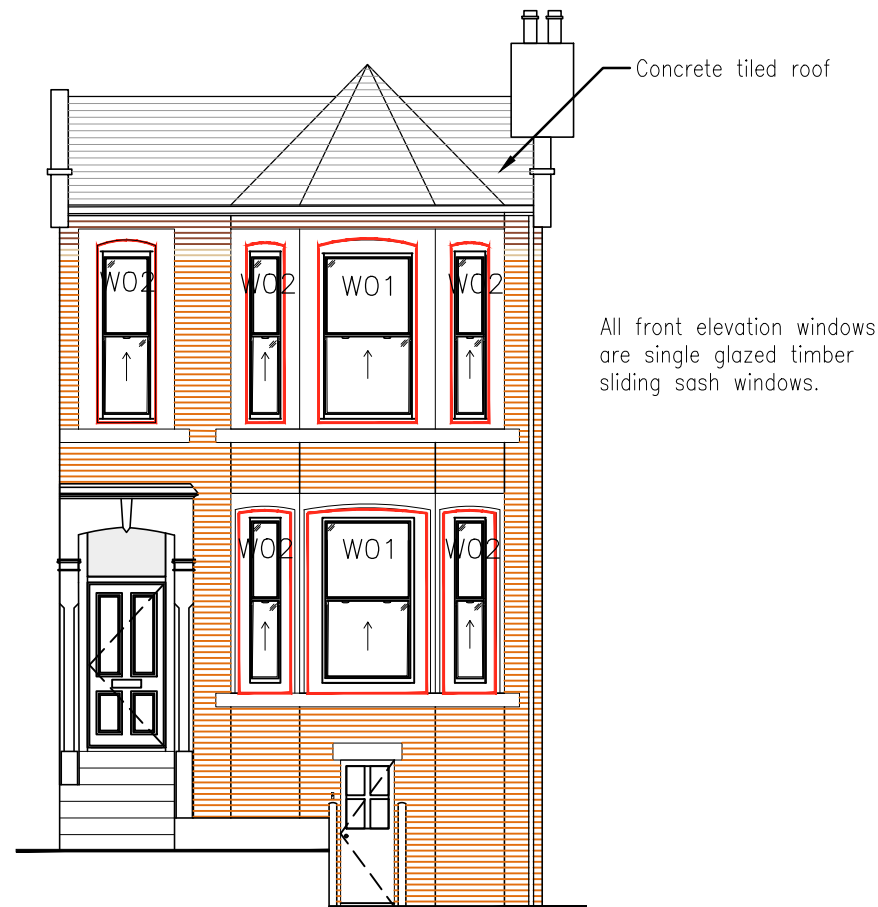 Concrete tiled roof
W02
W02
W01
W02
All front elevation windows
are single glazed timber
sliding sash windows.
W02
W01
W02